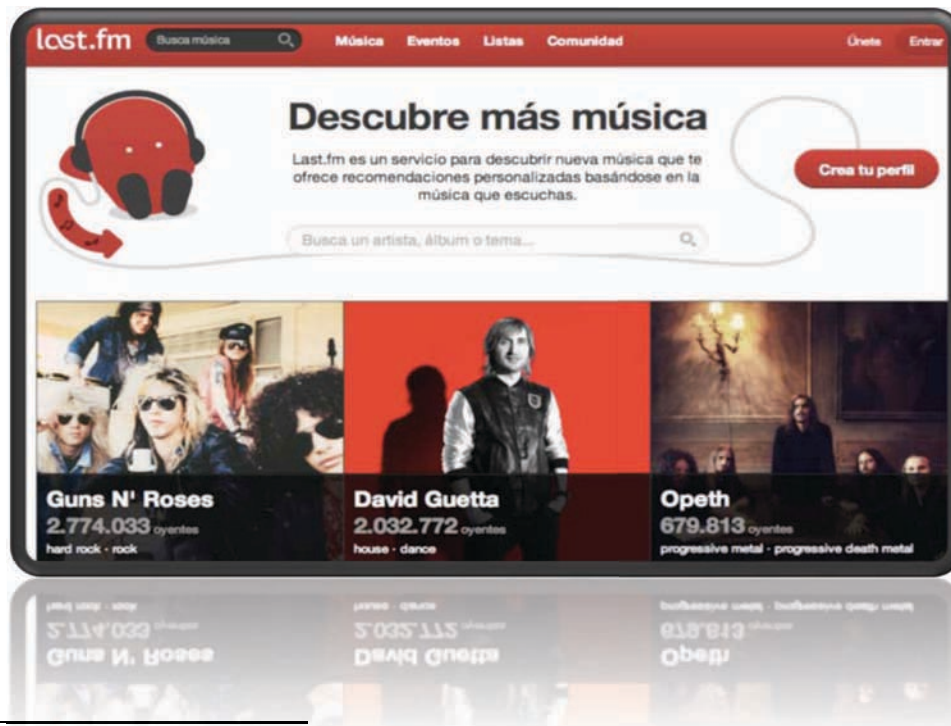 last.fm Busca música Música Eventos Listas Comunidad Únete Entrar
Descubre más música
Last.fm es un servicio para descubrir nueva música que te
ofrece recomendaciones personalizadas basándose en la
música que escuchas.
Crea tu perfil
Busca un artista, álbum o tema...
Guns N' Roses
2.774.033 oyentes
hard rock · rock
David Guetta
2.032.772 oyentes
house · dance
Opeth
679.813 oyentes
progressive metal · progressive death metal